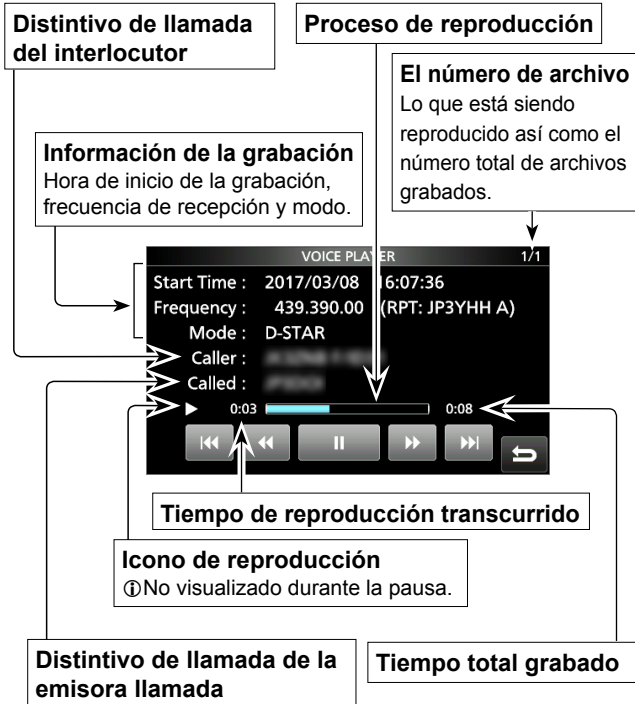 Distintivo de llamada
del interlocutor
Proceso de reproducción
El número de archivo
Lo que está siendo
reproducido así como el
número total de archivos
grabados.
Información de la grabación
Hora de inicio de la grabación,
frecuencia de recepción y modo.
VOICE PLAYER 1/1
Start Time : 2017/03/08 16:07:36
Frequency : 439.390.00 (RPT: JP3YHH A)
Mode : D-STAR
Caller :
Called :
0:03 0:08
Tiempo de reproducción transcurrido
Icono de reproducción
ⓘNo visualizado durante la pausa.
Distintivo de llamada de la
emisora llamada
Tiempo total grabado